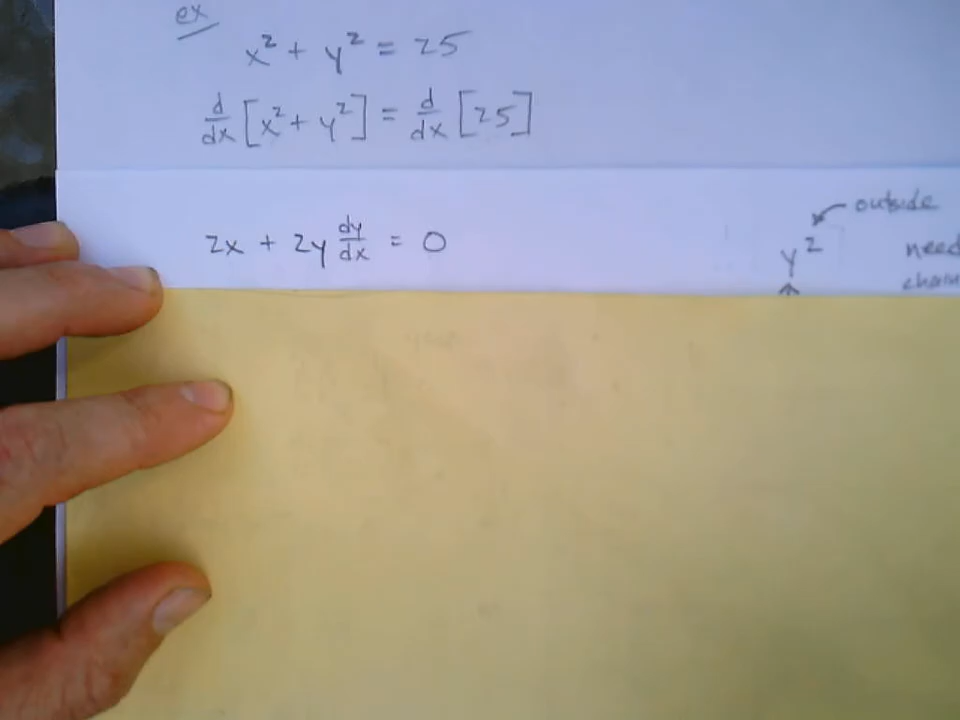 ex
x² + y² = 25
d/dx [x² + y²] = d/dx [25]
2x + 2y dy/dx = 0
outside
y²
need